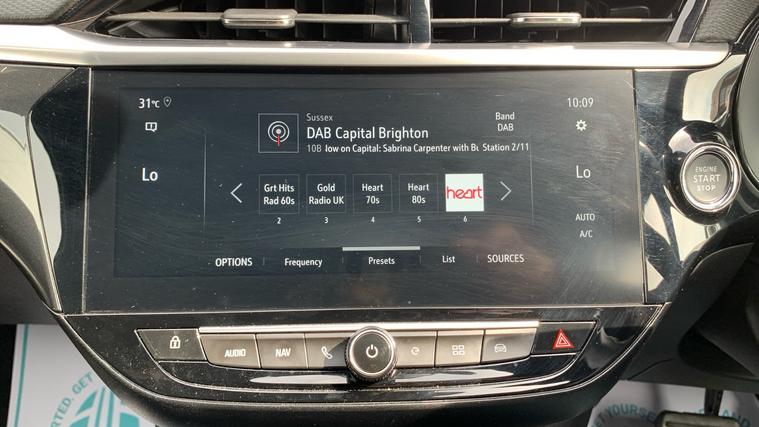 31°C
10:09
Sussex
DAB Capital Brighton
10B low on Capital: Sabrina Carpenter with Station 2/11
Band
DAB
Lo
Lo
Grt Hits
Rad 60s
2
Gold
Radio UK
3
Heart
70s
4
Heart
80s
5
heart
6
AUTO
A/C
OPTIONS
Frequency
Presets
List
SOURCES
ENGINE
START
STOP
AUDIO
NAV